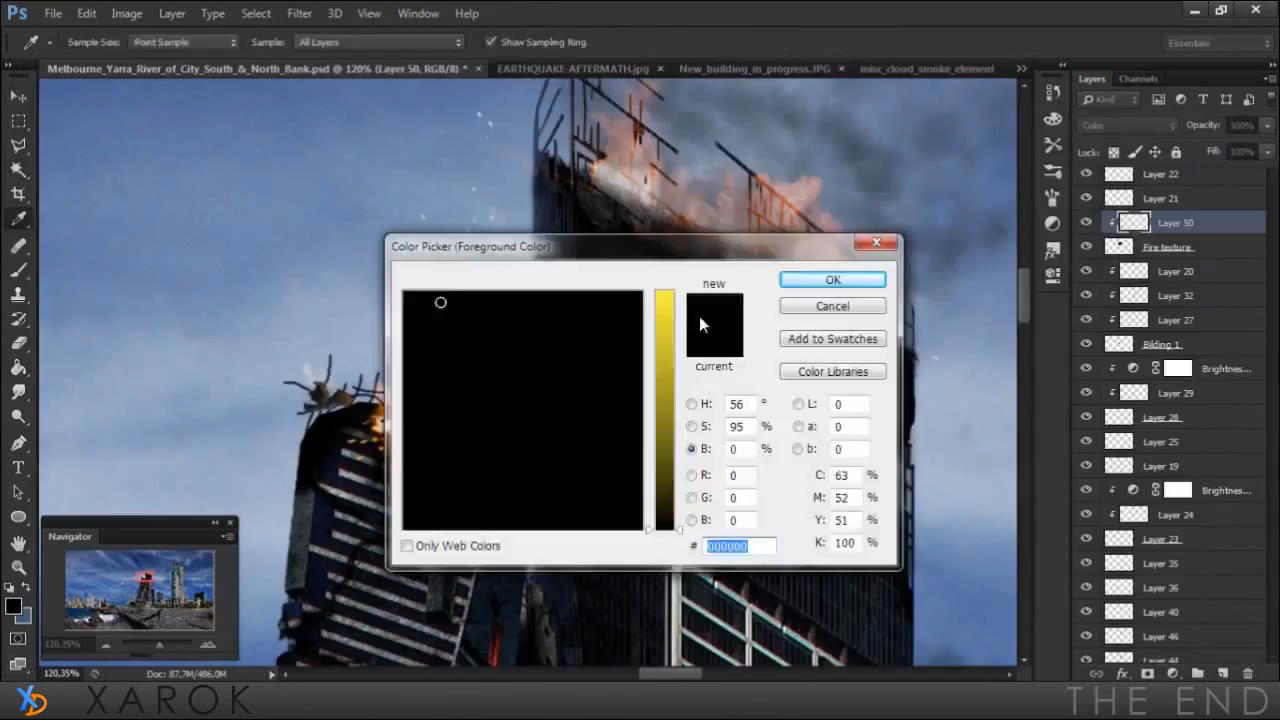 Ps File Edit Image Layer Type Select Filter 3D View Window Help
Sample Size: Point Sample Sample: All Layers Show Sampling Ring Essentials
Melbourne_Yarra_River_of_City_South_&_North_Bank.psd @ 120% (Layer 50, RGB/8) * × EARTHQUAKE-AFTERMATH.jpg × New_building_in_progress.JPG × misc_cloud_smoke_element
Layers Channels
Kind
Color Opacity: 100%
Lock: Fill: 100%
Layer 22
Layer 21
Layer 50
Fire texture
Layer 20
Layer 32
Layer 27
Bilding 1
Brightnes...
Layer 29
Layer 28
Layer 25
Layer 19
Brightnes...
Layer 24
Layer 23
Layer 35
Layer 36
Layer 40
Layer 46
Layer 44
Color Picker (Foreground Color)
new
current
OK
Cancel
Add to Swatches
Color Libraries
H: 56 ° L: 0
S: 95 % a: 0
B: 0 % b: 0
R: 0 C: 63 %
G: 0 M: 52 %
B: 0 Y: 51 %
# 000000 K: 100 %
Only Web Colors
Navigator
120.35%
120,35% Doc: 87,7M/486,0M
XD XAROK THE END